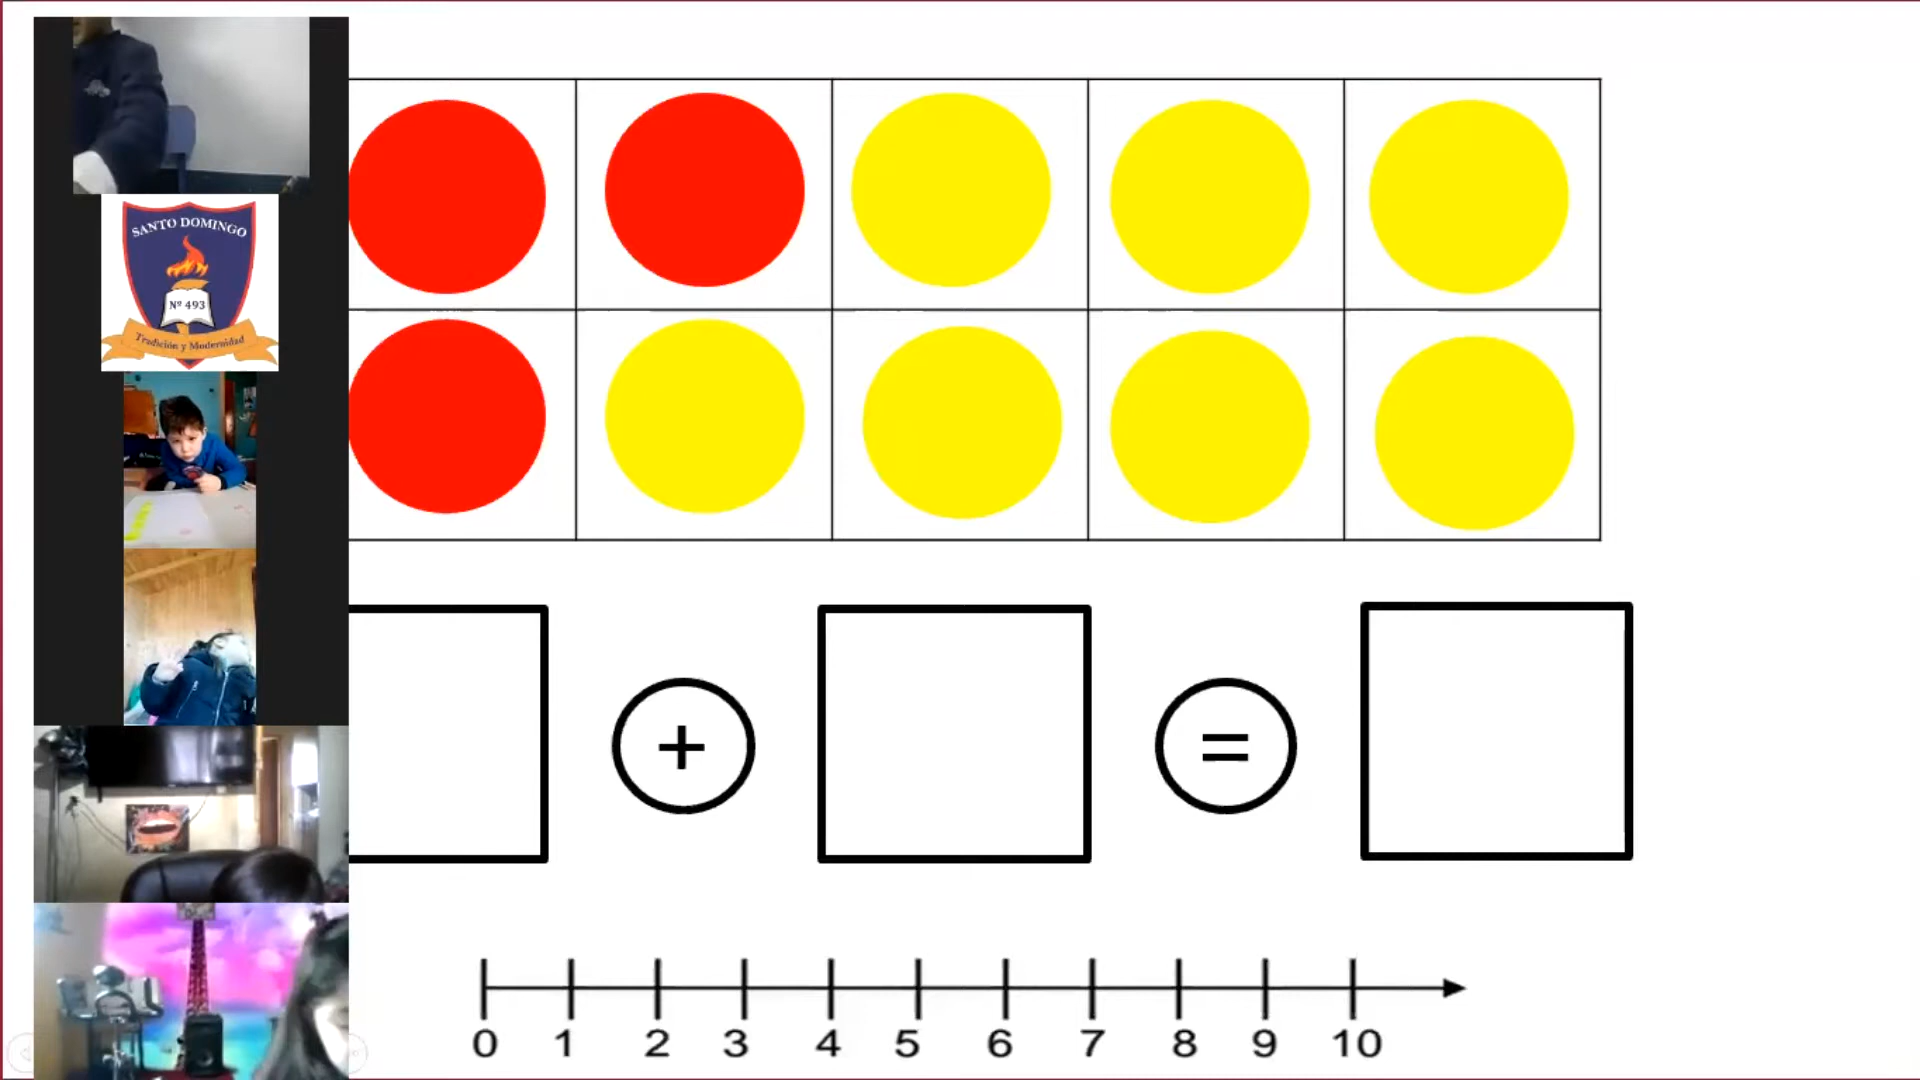 SANTO DOMINGO
Nº 493
Tradición y Modernidad
+ =
0 1 2 3 4 5 6 7 8 9 10